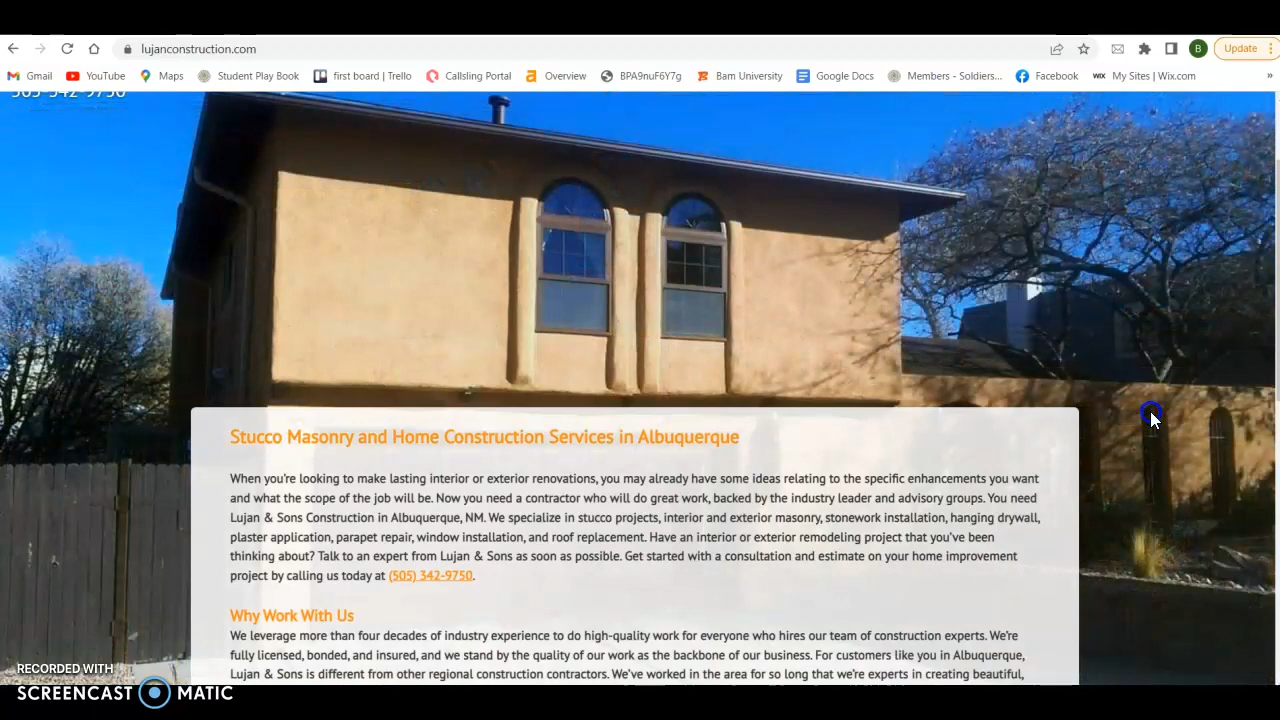 lujanconstruction.com
B
Update
Gmail
YouTube
Maps
Student Play Book
first board | Trello
Callsling Portal
Overview
BPA9nuF6Y7g
Bam University
Google Docs
Members - Soldiers...
Facebook
WIX My Sites | Wix.com
»
505-342-9750
Stucco Masonry and Home Construction Services in Albuquerque
When you're looking to make lasting interior or exterior renovations, you may already have some ideas relating to the specific enhancements you want
and what the scope of the job will be. Now you need a contractor who will do great work, backed by the industry leader and advisory groups. You need
Lujan & Sons Construction in Albuquerque, NM. We specialize in stucco projects, interior and exterior masonry, stonework installation, hanging drywall,
plaster application, parapet repair, window installation, and roof replacement. Have an interior or exterior remodeling project that you've been
thinking about? Talk to an expert from Lujan & Sons as soon as possible. Get started with a consultation and estimate on your home improvement
project by calling us today at (505) 342-9750.
Why Work With Us
We leverage more than four decades of industry experience to do high-quality work for everyone who hires our team of construction experts. We're
fully licensed, bonded, and insured, and we stand by the quality of our work as the backbone of our business. For customers like you in Albuquerque,
Lujan & Sons is different from other regional construction contractors. We've worked in the area for so long that we're experts in creating beautiful,
RECORDED WITH
SCREENCAST MATIC